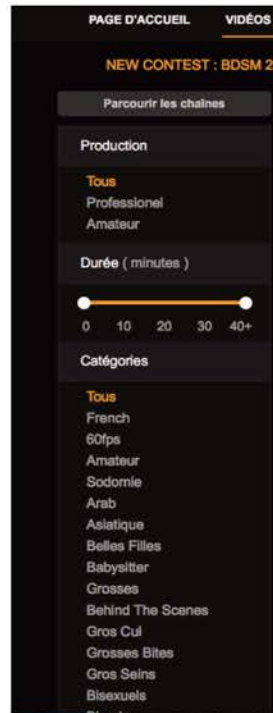 PAGE D'ACCUEIL VIDÉOS
NEW CONTEST : BDSM 2
Parcourir les chaînes
Production
Tous
Professionel
Amateur
Durée ( minutes )
0 10 20 30 40+
Catégories
Tous
French
60fps
Amateur
Sodomie
Arab
Asiatique
Belles Filles
Babysitter
Grosses
Behind The Scenes
Gros Cul
Grosses Bites
Gros Seins
Bisexuels